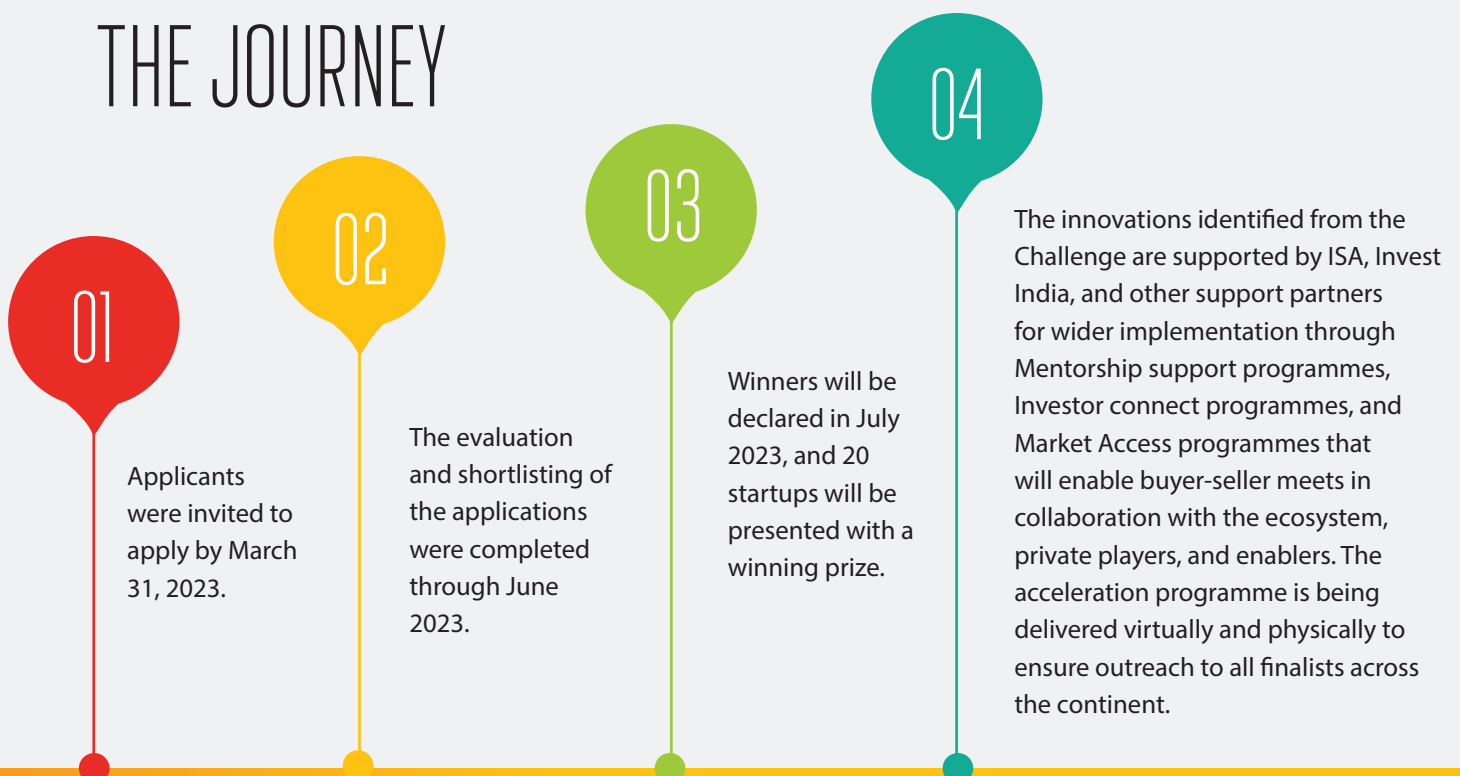 THE JOURNEY
01
Applicants
were invited to
apply by March
31, 2023.
02
The evaluation
and shortlisting of
the applications
were completed
through June
2023.
03
Winners will be
declared in July
2023, and 20
startups will be
presented with a
winning prize.
04
The innovations identified from the
Challenge are supported by ISA, Invest
India, and other support partners
for wider implementation through
Mentorship support programmes,
Investor connect programmes, and
Market Access programmes that
will enable buyer-seller meets in
collaboration with the ecosystem,
private players, and enablers. The
acceleration programme is being
delivered virtually and physically to
ensure outreach to all finalists across
the continent.